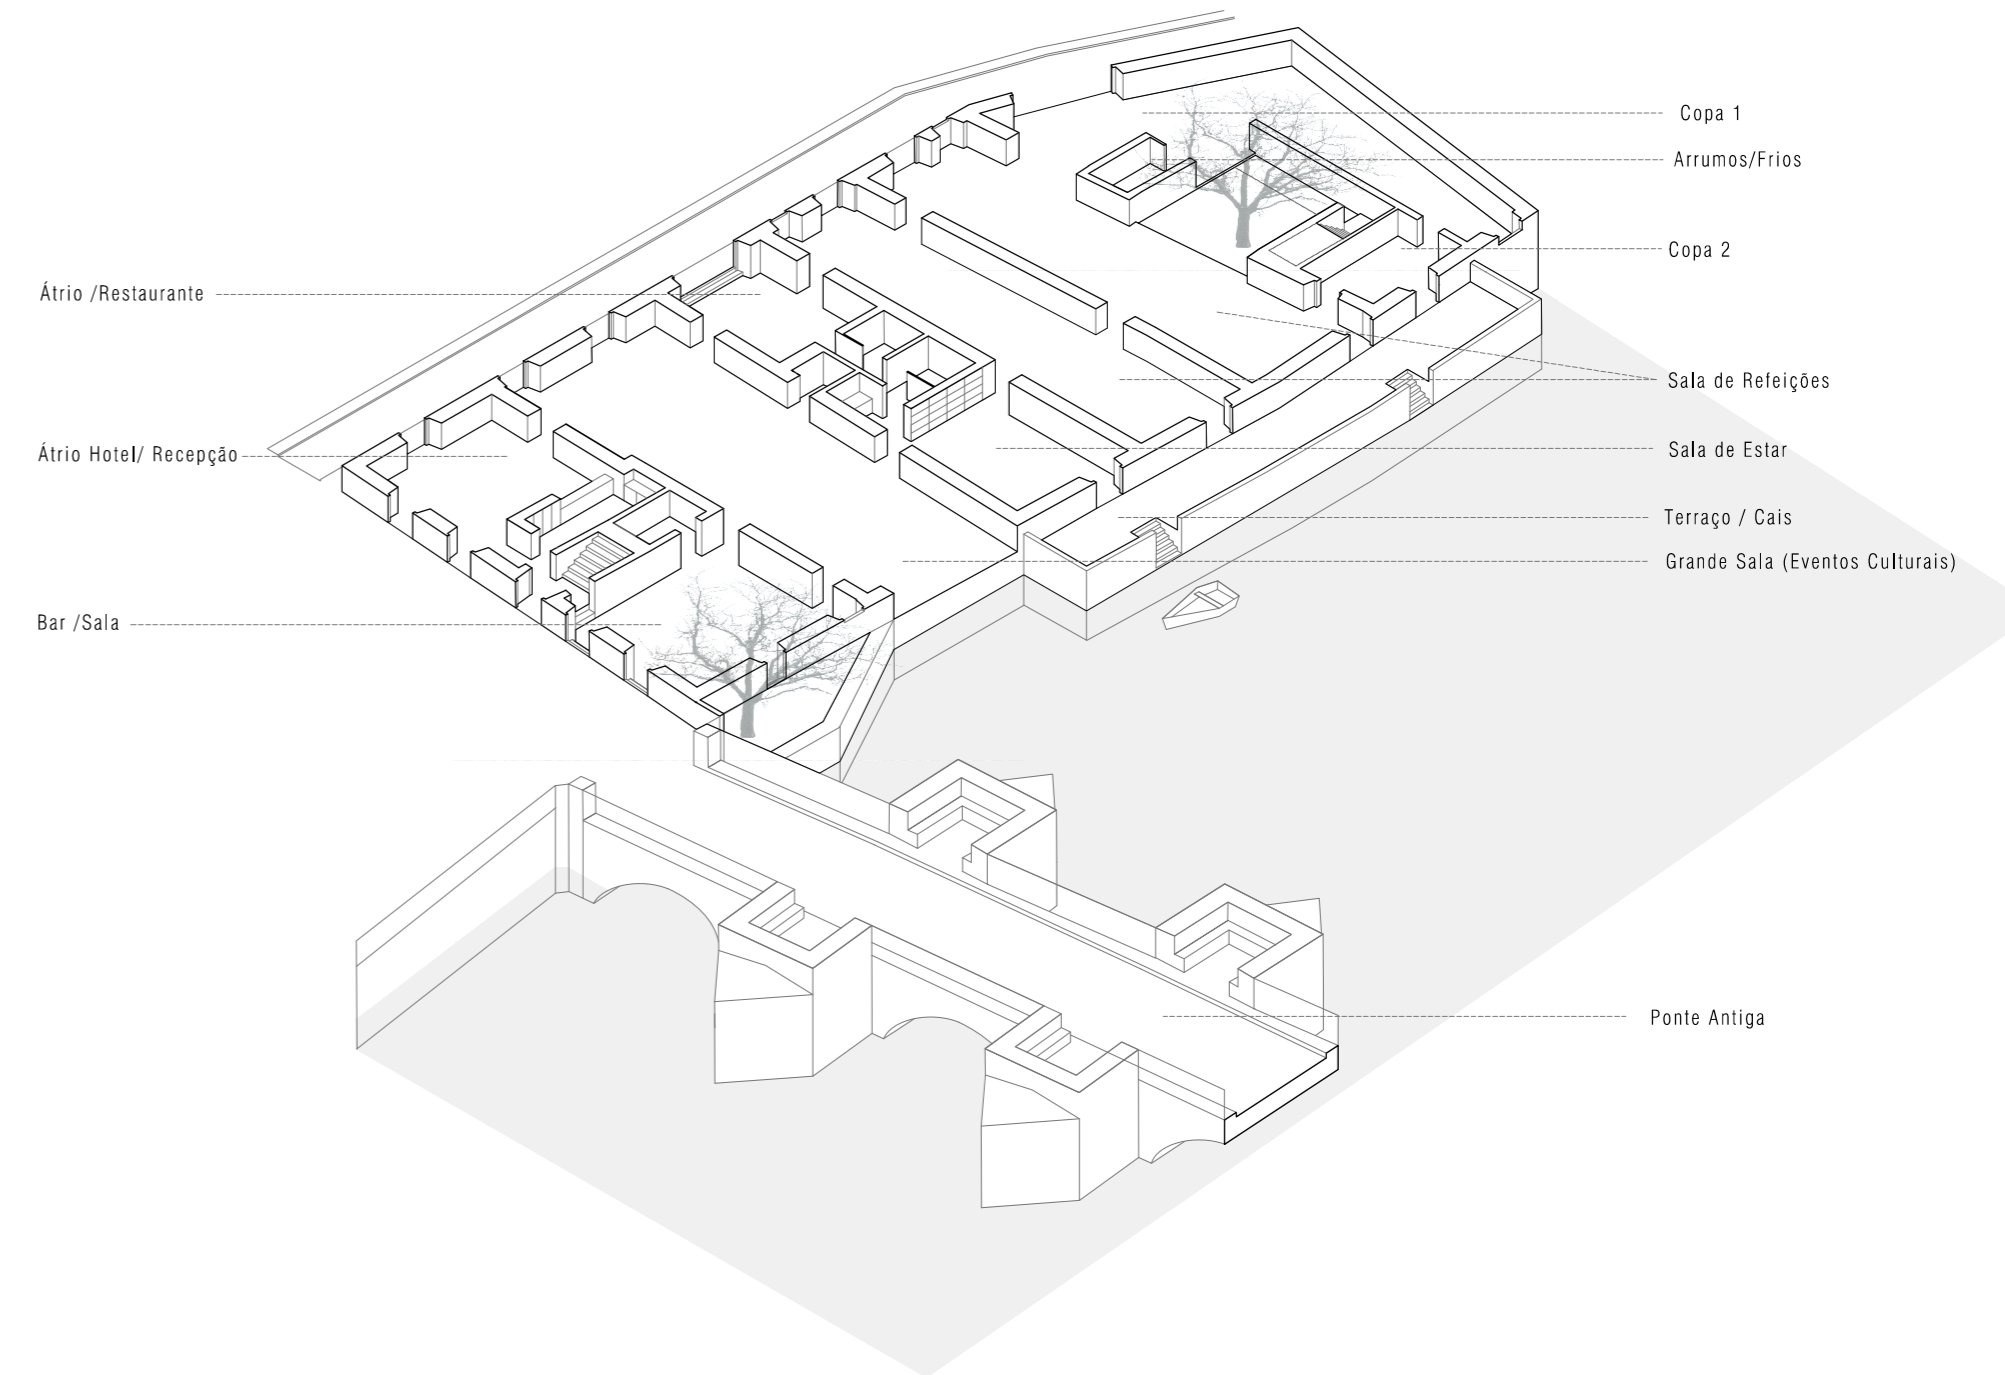 Copa 1
Arrumos/Frios
Copa 2
Átrio /Restaurante
Sala de Refeições
Átrio Hotel/ Recepção
Sala de Estar
Terraço / Cais
Grande Sala (Eventos Culturais)
Bar /Sala
Ponte Antiga